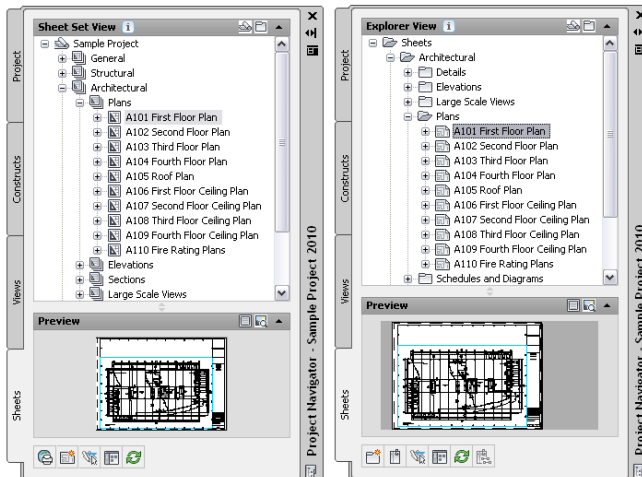 Sheet Set View
Sample Project
General
Structural
Architectural
Plans
A101 First Floor Plan
A102 Second Floor Plan
A103 Third Floor Plan
A104 Fourth Floor Plan
A105 Roof Plan
A106 First Floor Ceiling Plan
A107 Second Floor Ceiling Plan
A108 Third Floor Ceiling Plan
A109 Fourth Floor Ceiling Plan
A110 Fire Rating Plans
Elevations
Sections
Large Scale Views
Preview
Project
Constructs
Views
Sheets
Project Navigator - Sample Project 2010
Explorer View
Sheets
Architectural
Details
Elevations
Large Scale Views
Plans
A101 First Floor Plan
A102 Second Floor Plan
A103 Third Floor Plan
A104 Fourth Floor Plan
A105 Roof Plan
A106 First Floor Ceiling Plan
A107 Second Floor Ceiling Plan
A108 Third Floor Ceiling Plan
A109 Fourth Floor Ceiling Plan
A110 Fire Rating Plans
Schedules and Diagrams
Preview
Project
Constructs
Views
Sheets
Project Navigator - Sample Project 2010